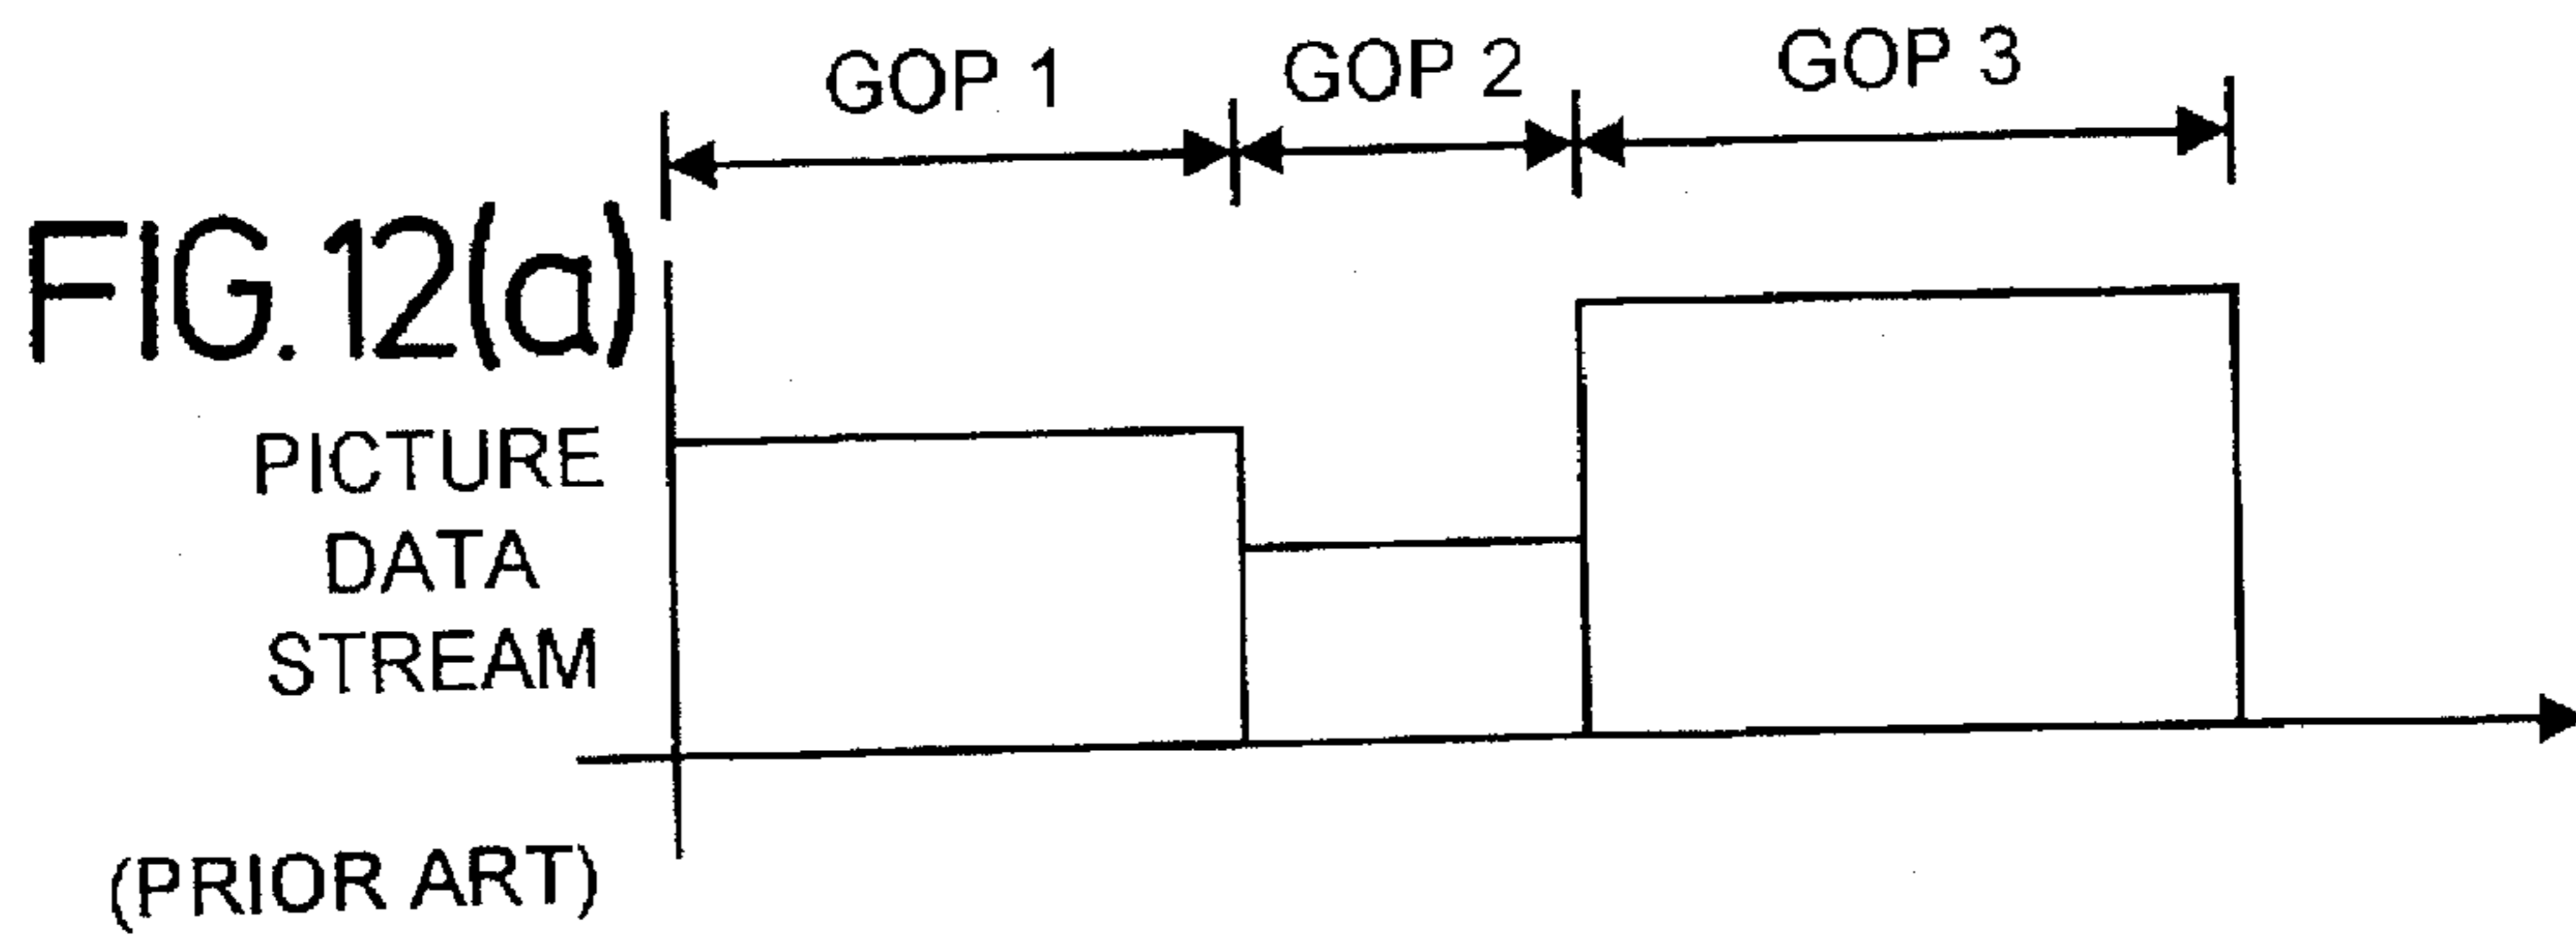 GOP 1 GOP 2 GOP 3
FIG. 12(a)
PICTURE
DATA
STREAM
(PRIOR ART)